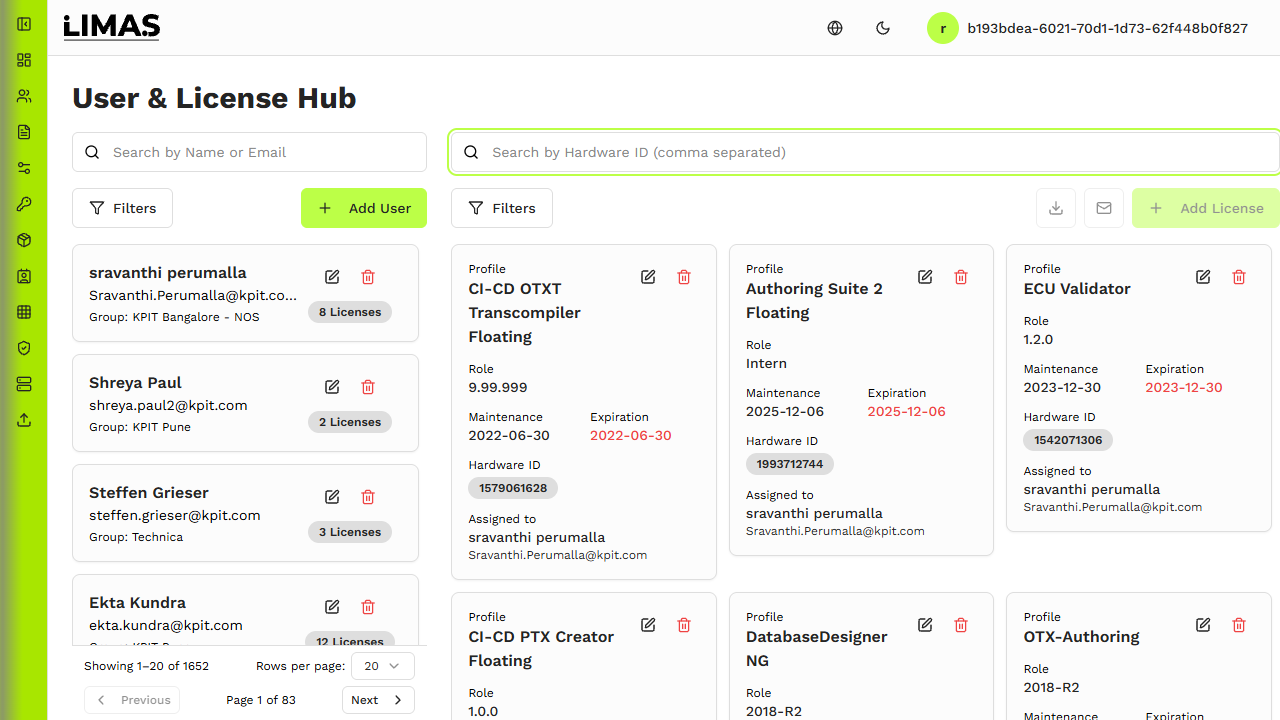 LIMAS
r
b193bdea-6021-70d1-1d73-62f448b0f827
User & License Hub
Search by Name or Email
Search by Hardware ID (comma separated)
Filters
Add User
Filters
Add License
sravanthi perumalla
Sravanthi.Perumalla@kpit.co...
Group: KPIT Bangalore - NOS
8 Licenses
Shreya Paul
shreya.paul2@kpit.com
Group: KPIT Pune
2 Licenses
Steffen Grieser
steffen.grieser@kpit.com
Group: Technica
3 Licenses
Ekta Kundra
ekta.kundra@kpit.com
12 Licenses
Showing 1–20 of 1652
Rows per page:
20
Previous
Page 1 of 83
Next
Profile
CI-CD OTXT
Transcompiler
Floating
Role
9.99.999
Maintenance
Expiration
2022-06-30
2022-06-30
Hardware ID
1579061628
Assigned to
sravanthi perumalla
Sravanthi.Perumalla@kpit.com
Profile
Authoring Suite 2
Floating
Role
Intern
Maintenance
Expiration
2025-12-06
2025-12-06
Hardware ID
1993712744
Assigned to
sravanthi perumalla
Sravanthi.Perumalla@kpit.com
Profile
ECU Validator
Role
1.2.0
Maintenance
Expiration
2023-12-30
2023-12-30
Hardware ID
1542071306
Assigned to
sravanthi perumalla
Sravanthi.Perumalla@kpit.com
Profile
CI-CD PTX Creator
Floating
Role
1.0.0
Profile
DatabaseDesigner
NG
Role
2018-R2
Profile
OTX-Authoring
Role
2018-R2
Maintenance
Expiration